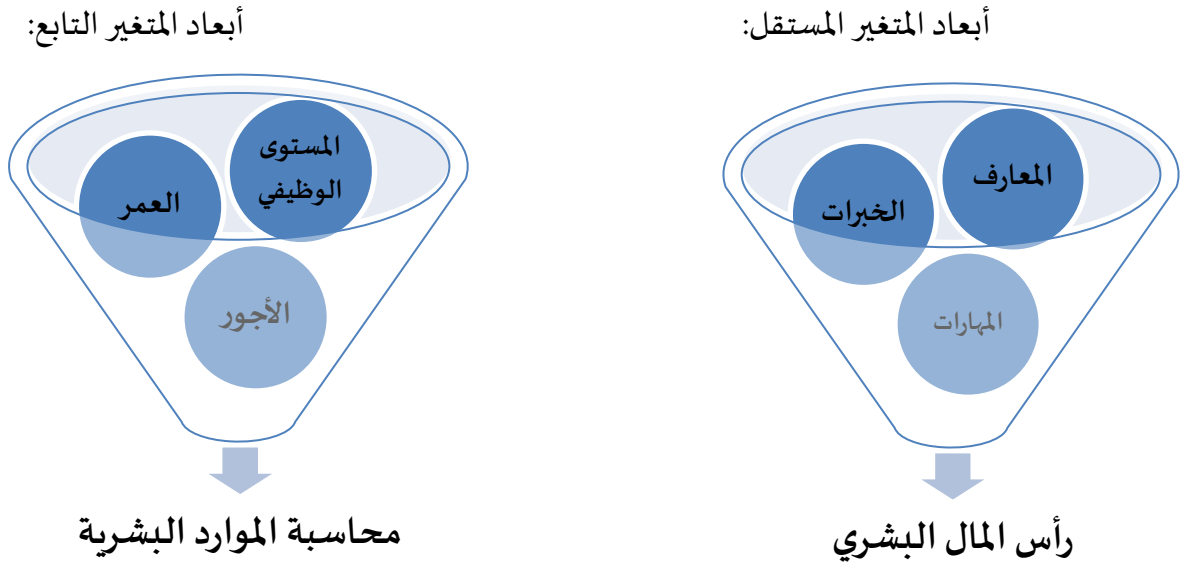 أبعاد المتغير المستقل:
المعارف
الخبرات
المهارات
رأس المال البشري
أبعاد المتغير التابع:
المستوى
الوظيفي
العمر
الأجور
محاسبة الموارد البشرية